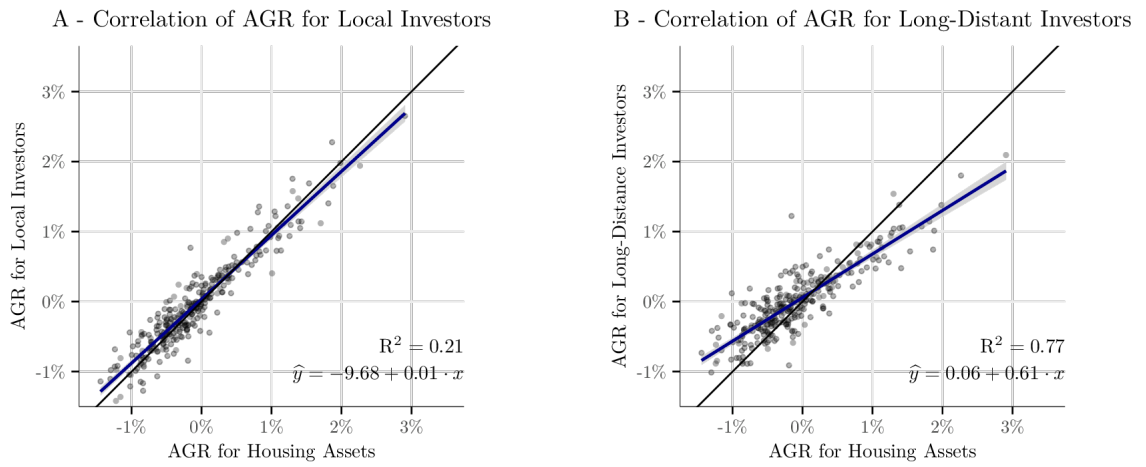 A - Correlation of AGR for Local Investors
AGR for Local Investors
3%
2%
1%
0%
-1%
R² = 0.21
ŷ = −9.68 + 0.01 · x
-1% 0% 1% 2% 3%
AGR for Housing Assets
B - Correlation of AGR for Long-Distant Investors
AGR for Long-Distance Investors
3%
2%
1%
0%
-1%
R² = 0.77
ŷ = 0.06 + 0.61 · x
-1% 0% 1% 2% 3%
AGR for Housing Assets